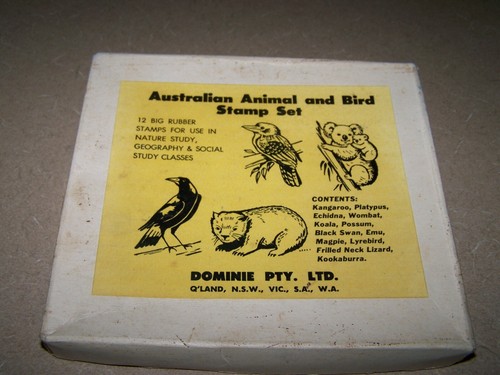 Australian Animal and Bird
Stamp Set
12 BIG RUBBER
STAMPS FOR USE IN
NATURE STUDY,
GEOGRAPHY & SOCIAL
STUDY CLASSES
CONTENTS:
Kangaroo, Platypus,
Echidna, Wombat,
Koala, Possum,
Black Swan, Emu,
Magpie, Lyrebird,
Frilled Neck Lizard,
Kookaburra.
DOMINIE PTY. LTD.
Q'LAND, N.S.W., VIC., S.A., W.A.